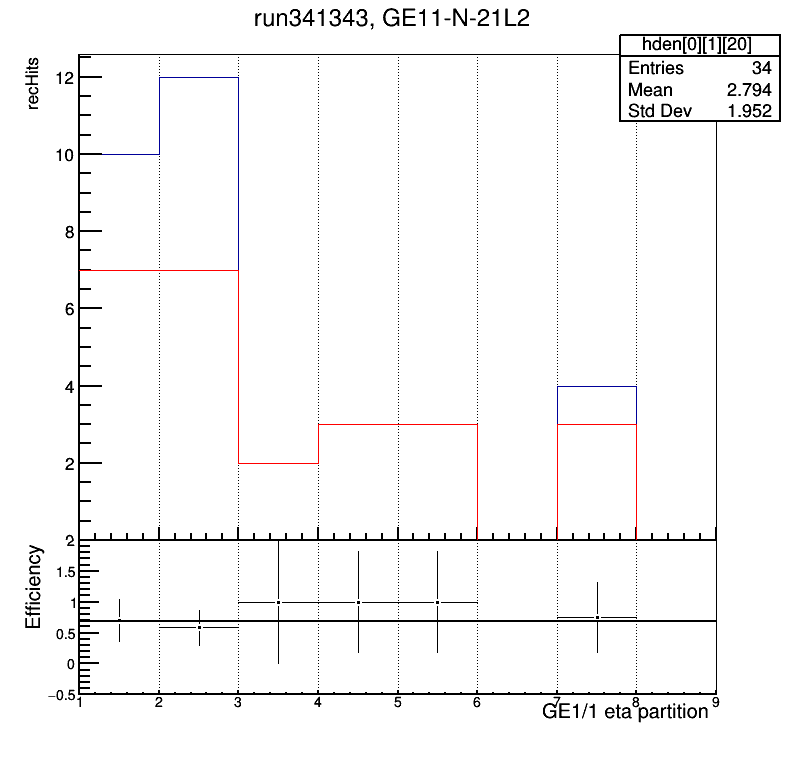 run341343, GE11-N-21L2
hden[0][1][20]
Entries 34
Mean 2.794
Std Dev 1.952
recHits
12
10
8
6
4
2
2
1.5
1
0.5
0
−0.5
Efficiency
1 2 3 4 5 6 7 8 9
GE1/1 eta partition